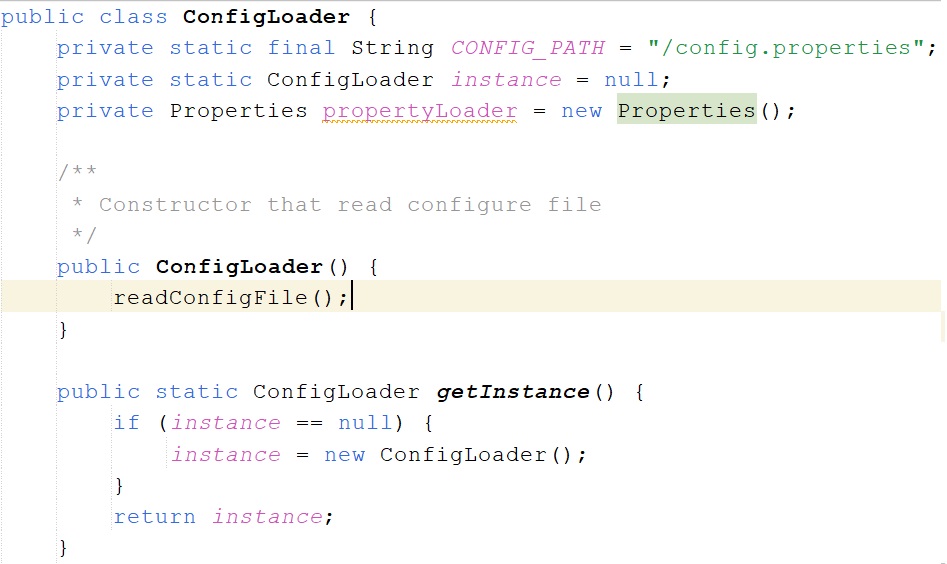 public class ConfigLoader {
    private static final String CONFIG_PATH = "/config.properties";
    private static ConfigLoader instance = null;
    private Properties propertyLoader = new Properties();
    /**
     * Constructor that read configure file
     */
    public ConfigLoader() {
        readConfigFile();
    }
    public static ConfigLoader getInstance() {
        if (instance == null) {
            instance = new ConfigLoader();
        }
        return instance;
    }